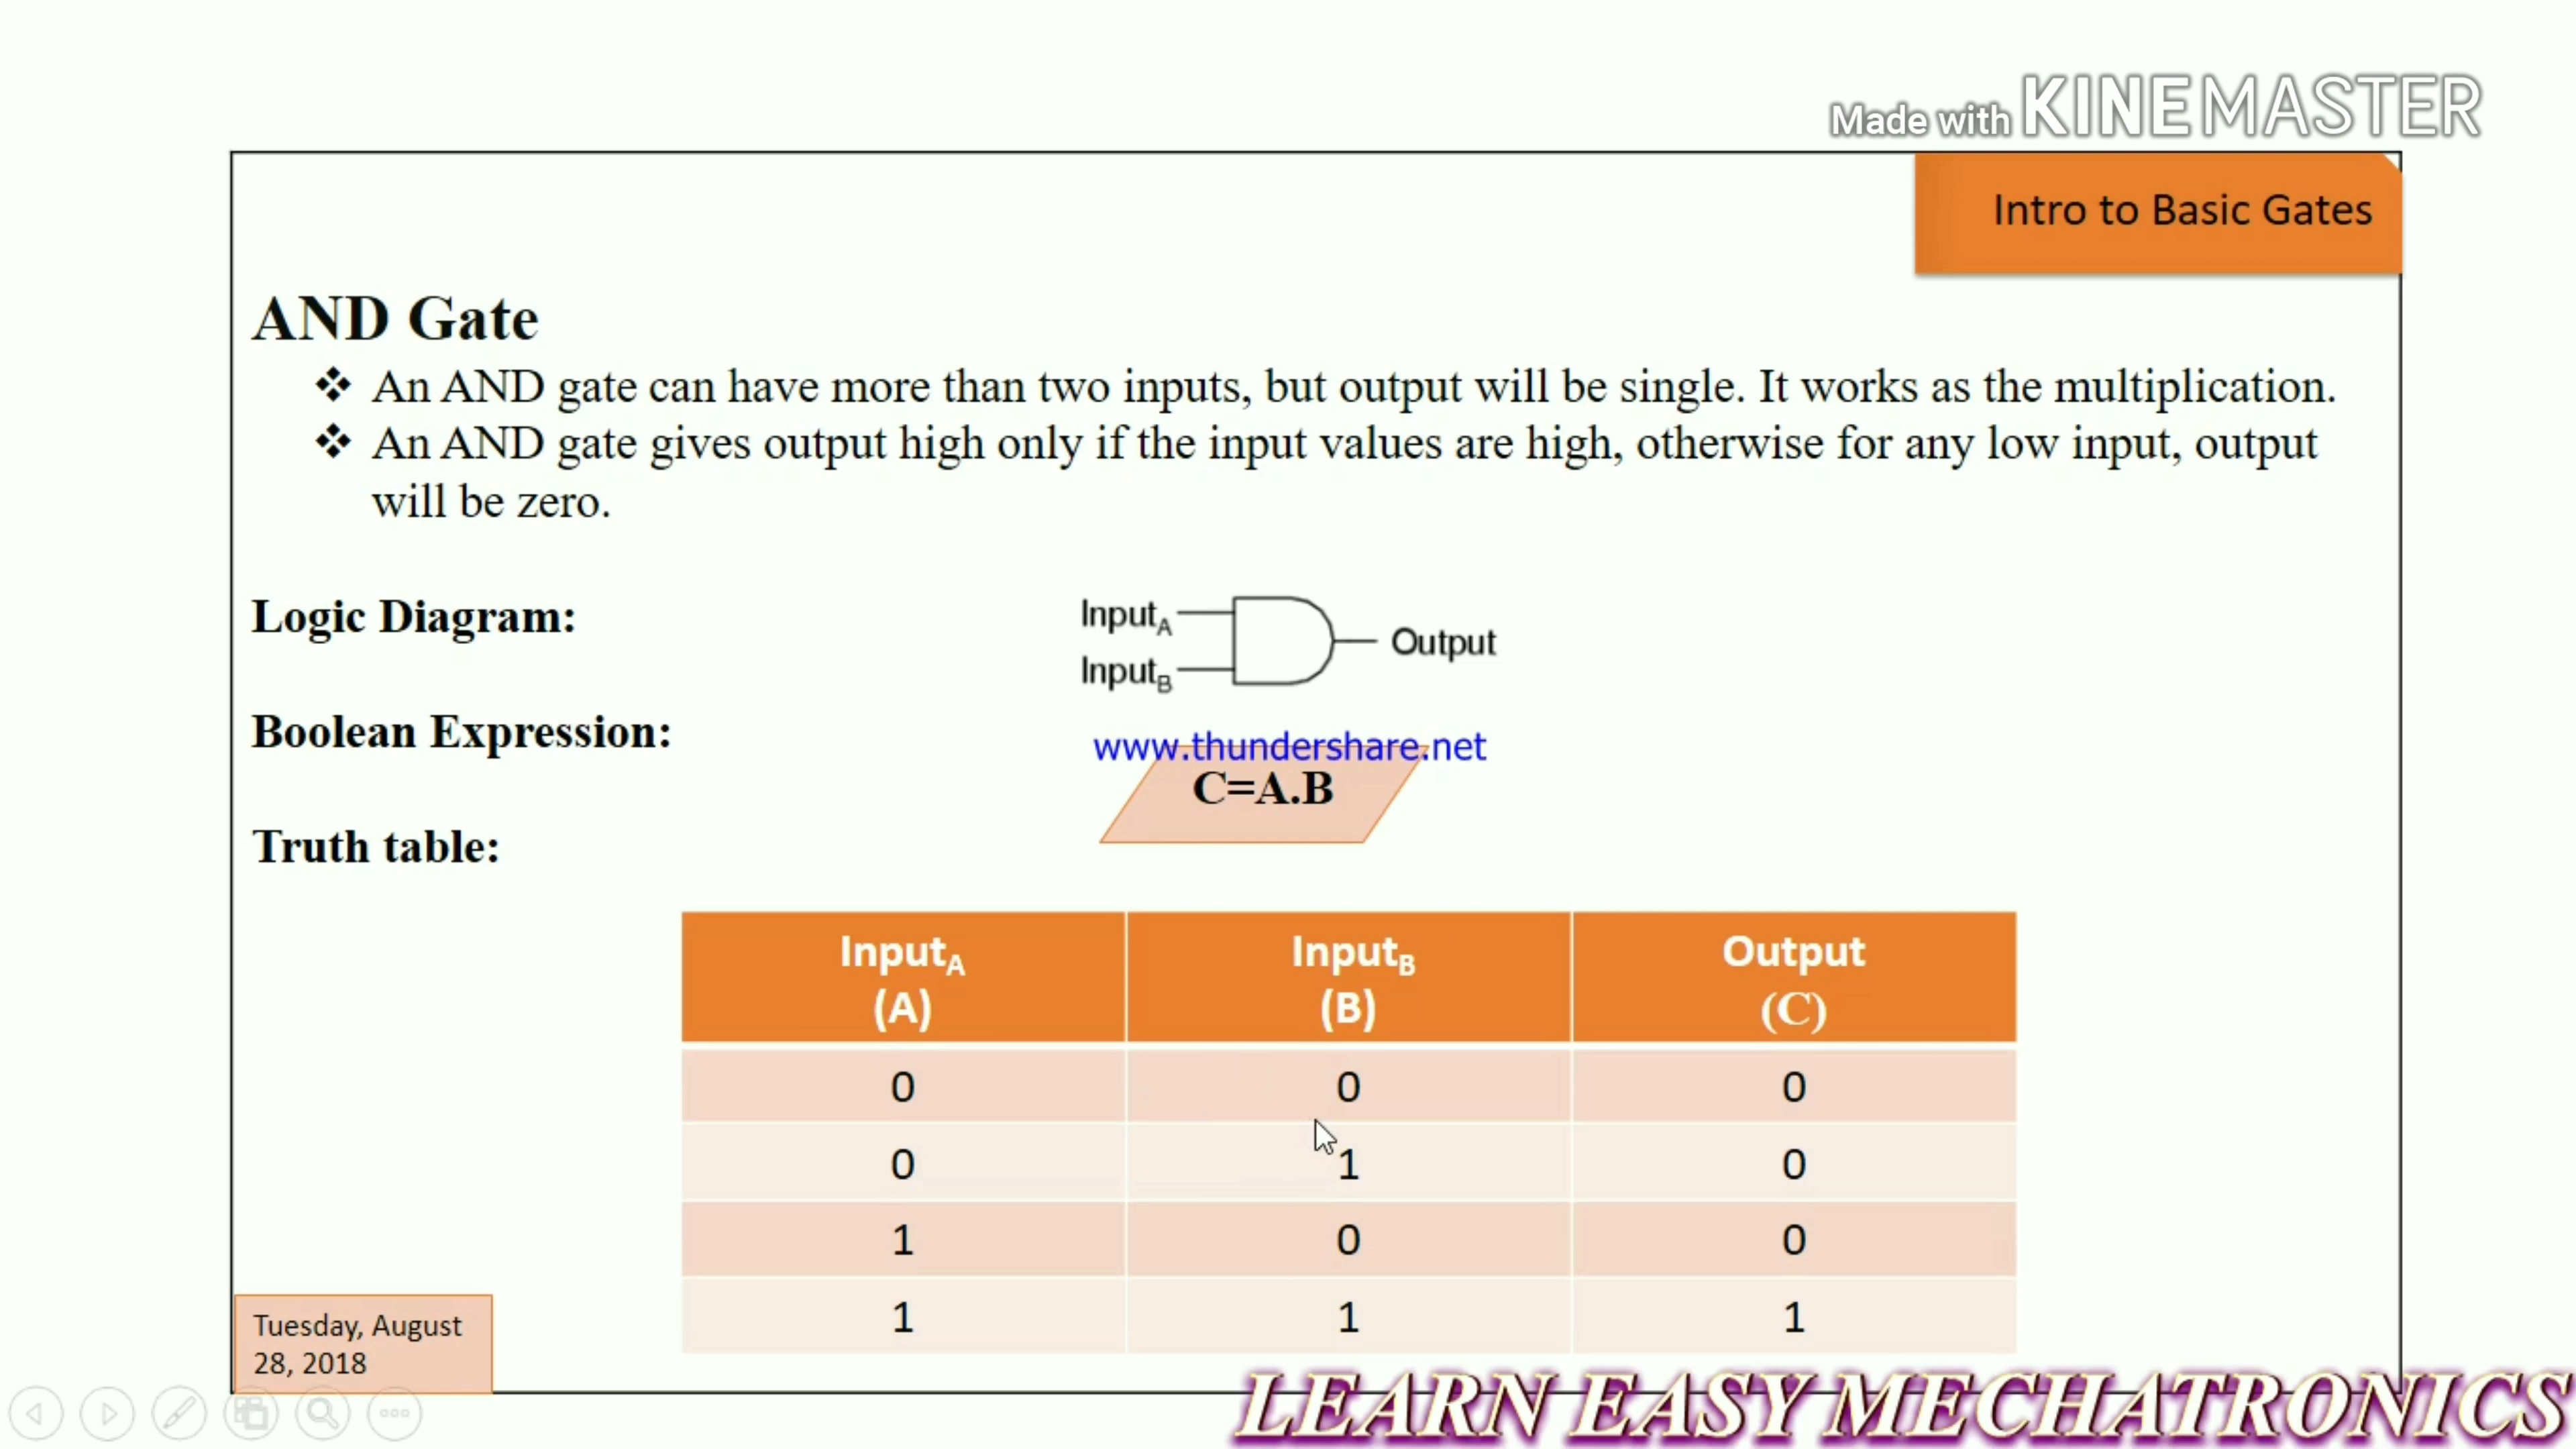 Made with KINEMASTER
Intro to Basic Gates
AND Gate
❖ An AND gate can have more than two inputs, but output will be single. It works as the multiplication.
❖ An AND gate gives output high only if the input values are high, otherwise for any low input, output
will be zero.
Logic Diagram:
InputA
InputB
Output
Boolean Expression:
www.thundershare.net
C=A.B
Truth table:
InputA InputB Output
(A) (B) (C)
0 0 0
0 1 0
1 0 0
1 1 1
Tuesday, August
28, 2018
LEARN EASY MECHATRONICS